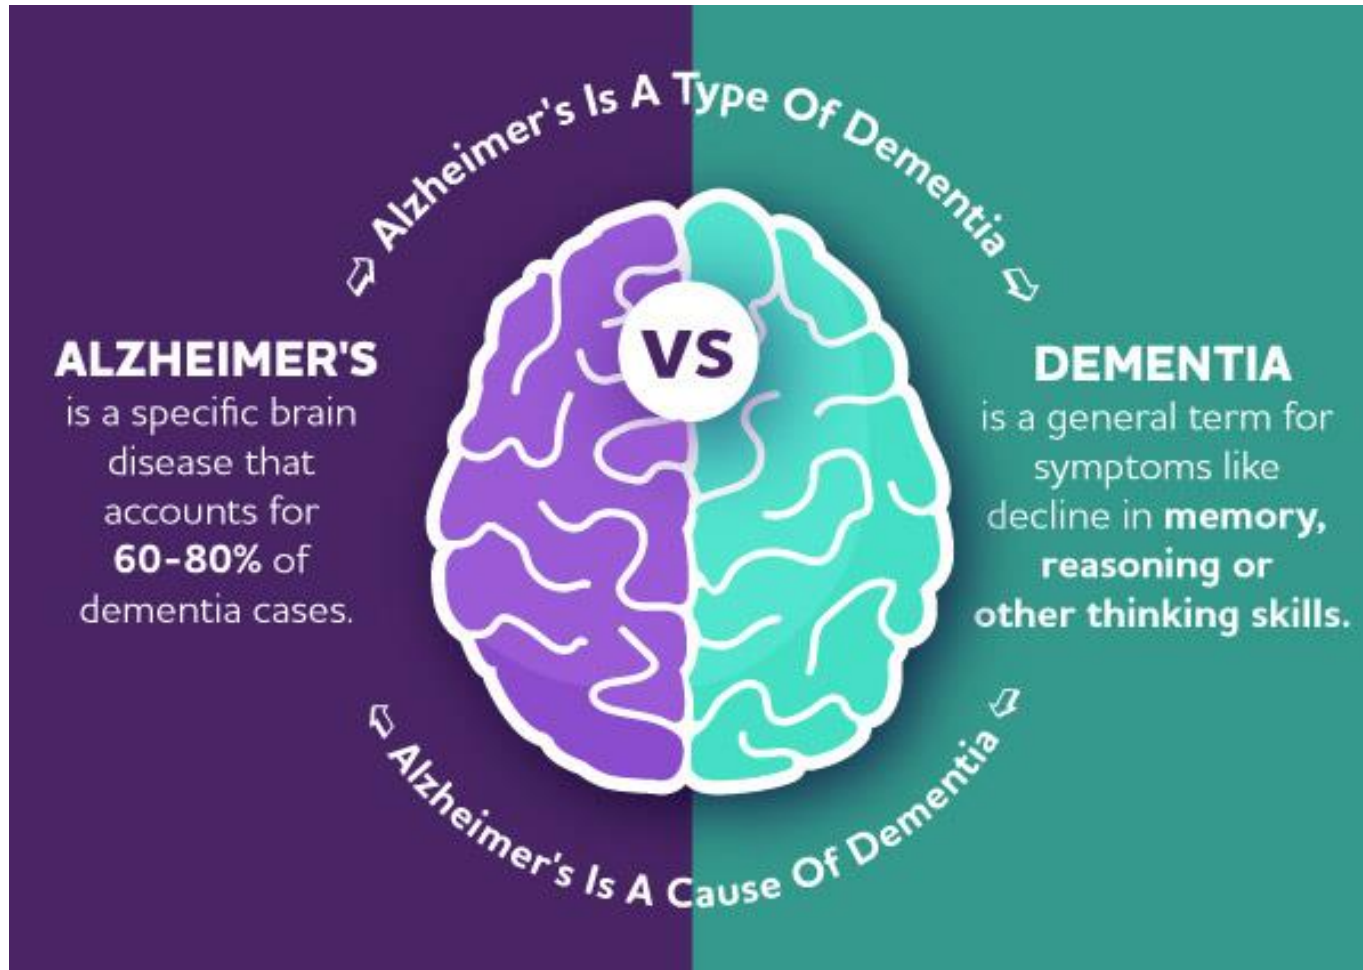 Alzheimer's Is A Type Of Dementia
VS
ALZHEIMER'S
is a specific brain
disease that
accounts for
60-80% of
dementia cases.
DEMENTIA
is a general term for
symptoms like
decline in memory,
reasoning or
other thinking skills.
Alzheimer's Is A Cause Of Dementia